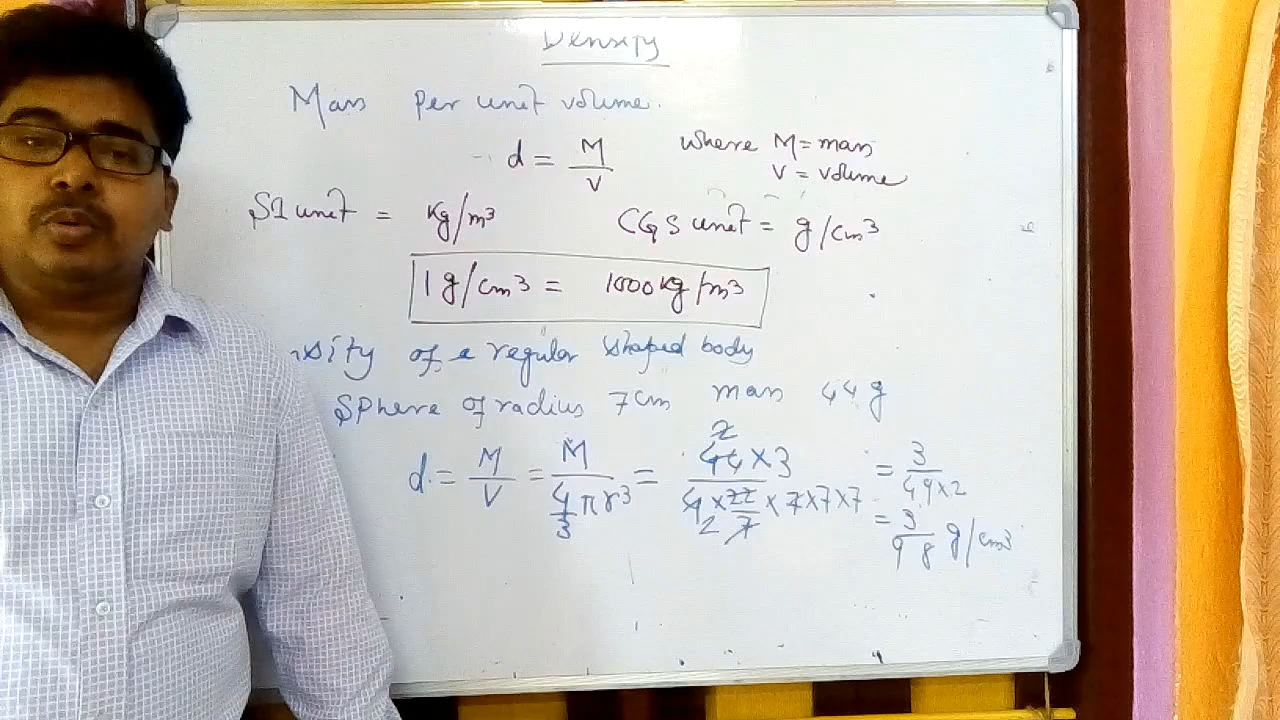 Density
Mass per unit volume.
d = M/V where M = mass
V = volume
SI unit = Kg/m³ CGS unit = g/cm³
1 g/cm³ = 1000 kg/m³
nsity of a regular shaped body
Sphere of radius 7cm mass 44 g
d = M/V = M/(4/3 πr³) = (44×3)/(4×22/7×7×7×7) = 3/(49×2)
2 2
= 3/98 g/cm³